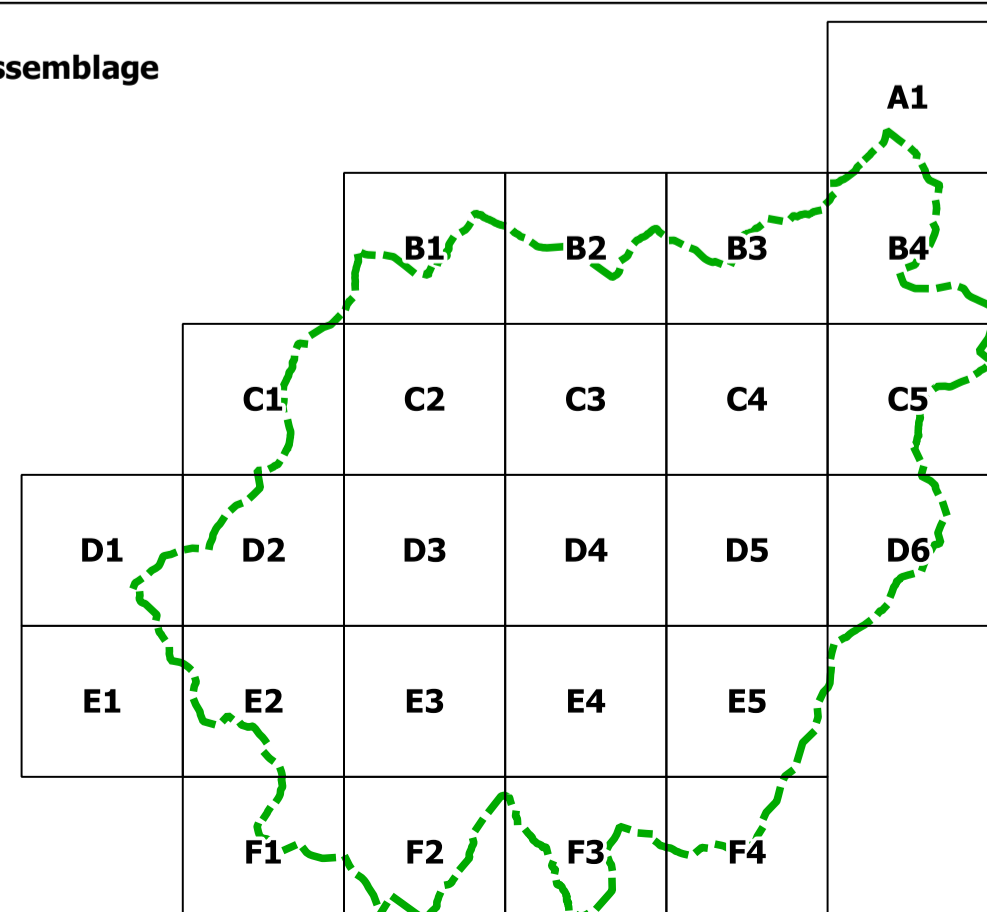 ssemblage
A1
B1 B2 B3 B4
C1 C2 C3 C4 C5
D1 D2 D3 D4 D5 D6
E1 E2 E3 E4 E5
F1 F2 F3 F4